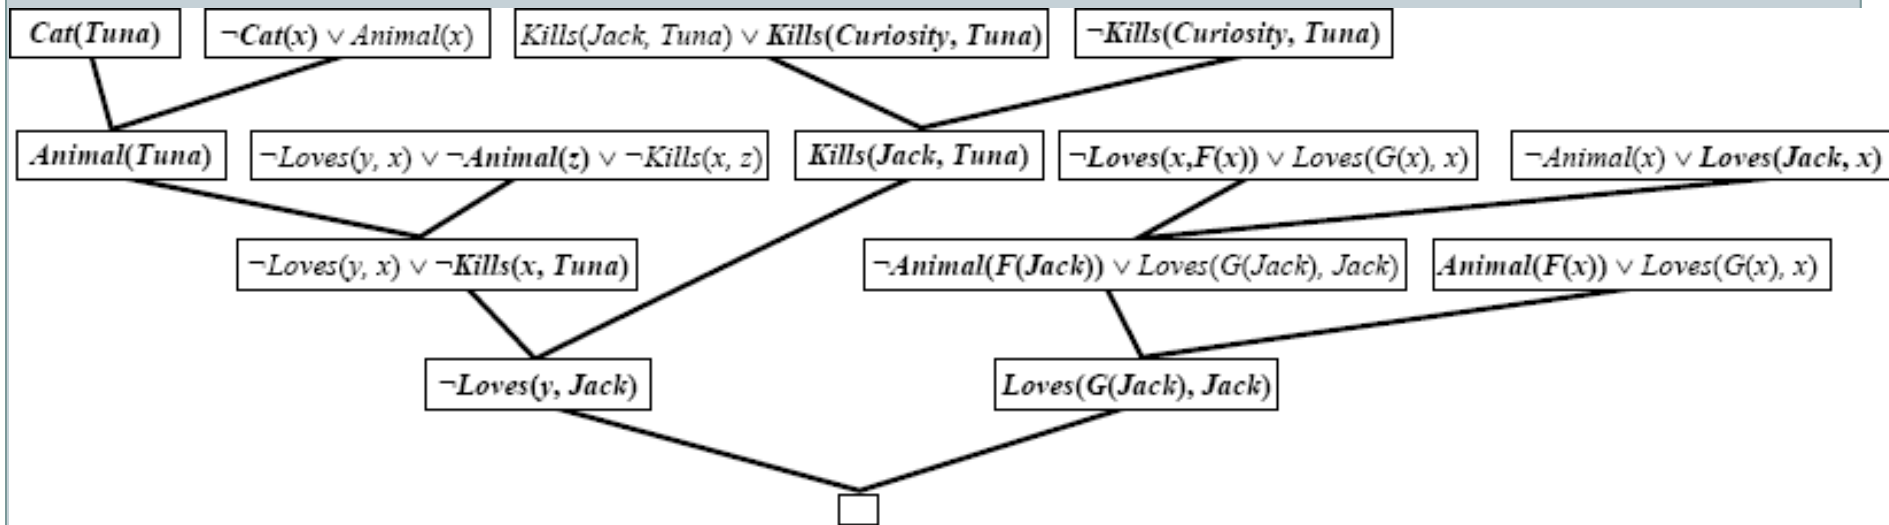 Cat(Tuna) ¬Cat(x) ∨ Animal(x) Kills(Jack, Tuna) ∨ Kills(Curiosity, Tuna) ¬Kills(Curiosity, Tuna)
Animal(Tuna) ¬Loves(y, x) ∨ ¬Animal(z) ∨ ¬Kills(x, z) Kills(Jack, Tuna) ¬Loves(x,F(x)) ∨ Loves(G(x), x) ¬Animal(x) ∨ Loves(Jack, x)
¬Loves(y, x) ∨ ¬Kills(x, Tuna) ¬Animal(F(Jack)) ∨ Loves(G(Jack), Jack) Animal(F(x)) ∨ Loves(G(x), x)
¬Loves(y, Jack) Loves(G(Jack), Jack)